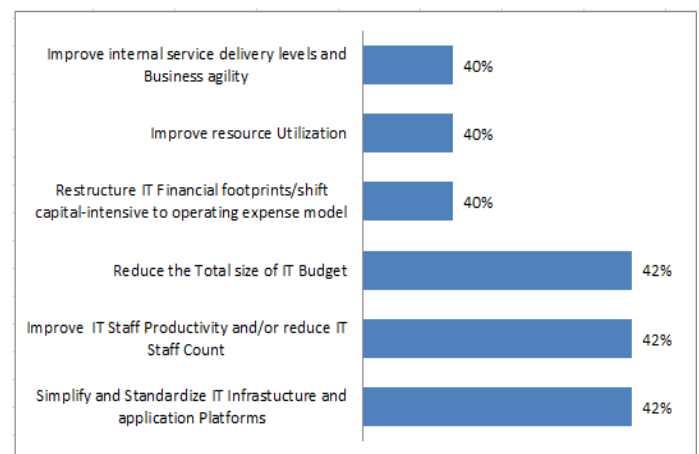 Improve internal service delivery levels and
Business agility
40%
Improve resource Utilization
40%
Restructure IT Financial footprints/shift
capital-intensive to operating expense model
40%
Reduce the Total size of IT Budget
42%
Improve  IT Staff Productivity and/or reduce IT
Staff Count
42%
Simplify and Standardize IT Infrastucture and
application Platforms
42%